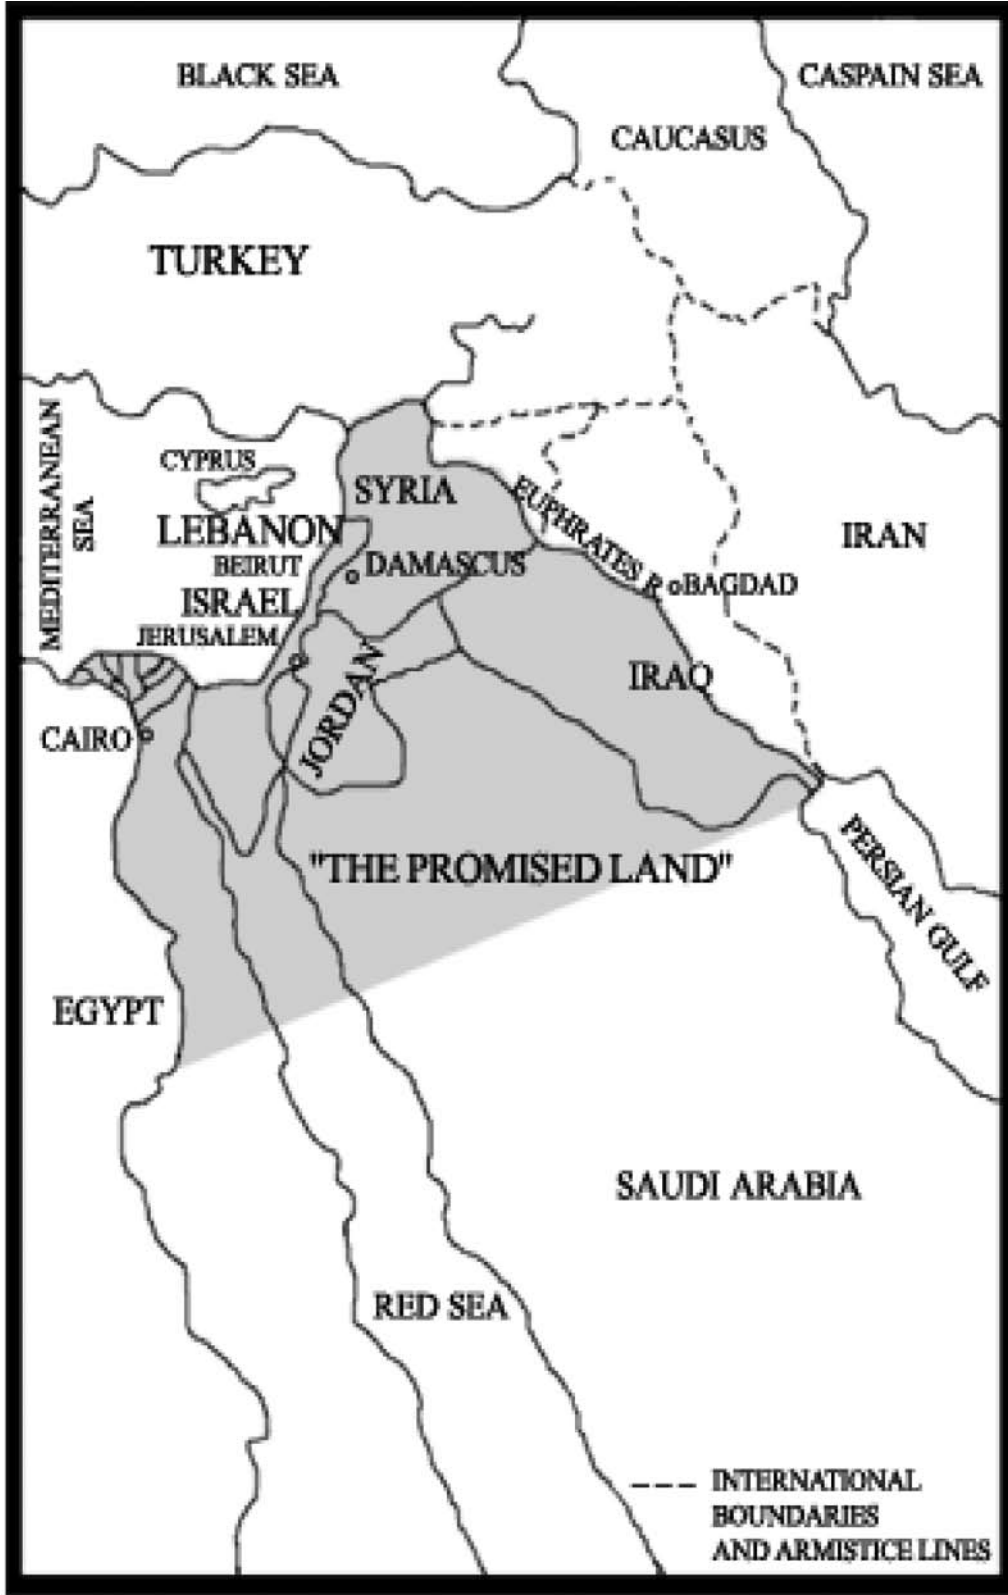 BLACK SEA
CASPAIN SEA
CAUCASUS
TURKEY
MEDITERRANEAN
SEA
CYPRUS
SYRIA
LEBANON
BEIRUT
DAMASCUS
ISRAEL
JERUSALEM
EUPHRATES R.
BAGDAD
IRAN
IRAQ
JORDAN
CAIRO
"THE PROMISED LAND"
PERSIAN GULF
EGYPT
SAUDI ARABIA
RED SEA
INTERNATIONAL
BOUNDARIES
AND ARMISTICE LINES